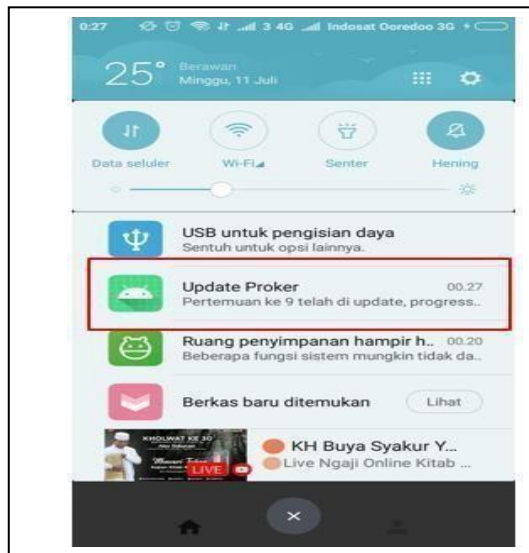 0:27 3 4G Indosat Ooredoo 3G
25° Berawan
Minggu, 11 Juli
Data seluler Wi-Fi Senter Hening
USB untuk pengisian daya
Sentuh untuk opsi lainnya.
Update Proker 00.27
Pertemuan ke 9 telah di update, progress..
Ruang penyimpanan hampir h.. 00.20
Beberapa fungsi sistem mungkin tidak da..
Berkas baru ditemukan Lihat
KHOLWAT KE 30
LIVE
KH Buya Syakur Y...
Live Ngaji Online Kitab ...